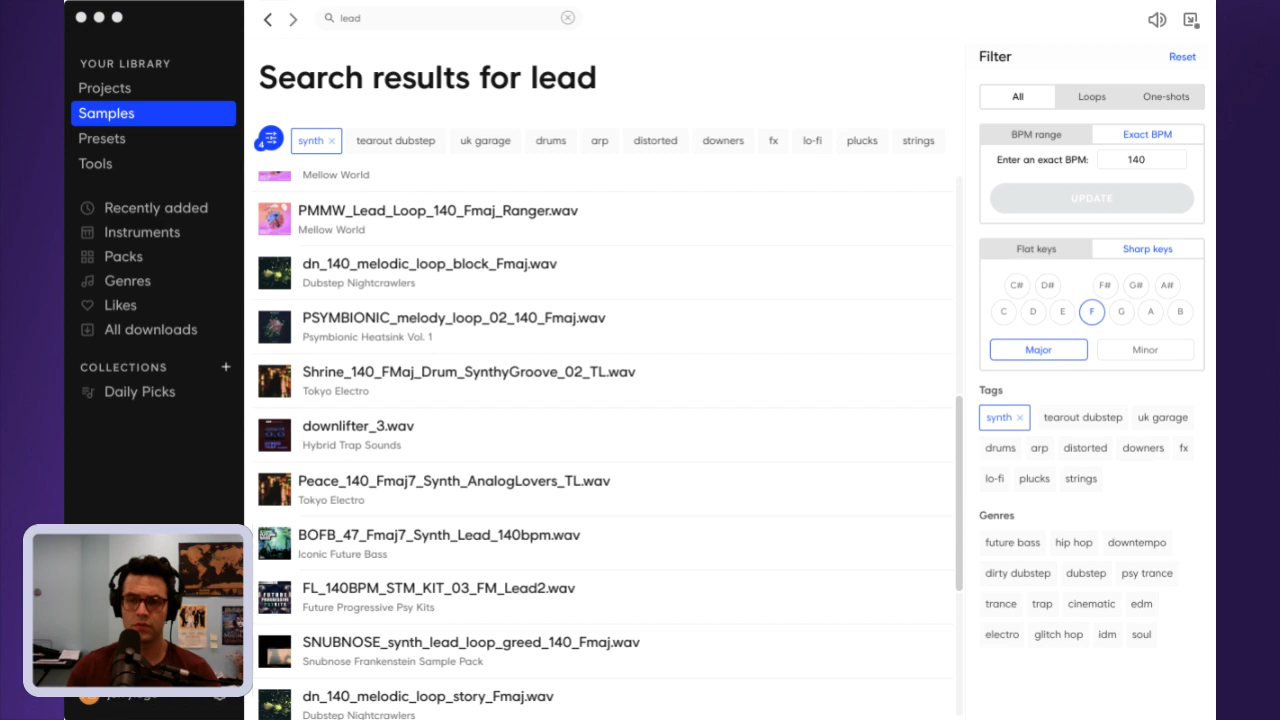 lead
YOUR LIBRARY
Projects
Samples
Presets
Tools
Recently added
Instruments
Packs
Genres
Likes
All downloads
COLLECTIONS +
Daily Picks
Search results for lead
4
synth × tearout dubstep uk garage drums arp distorted downers fx lo-fi plucks strings
Mellow World
PMMW_Lead_Loop_140_Fmaj_Ranger.wav
Mellow World
dn_140_melodic_loop_block_Fmaj.wav
Dubstep Nightcrawlers
PSYMBIONIC_melody_loop_02_140_Fmaj.wav
Psymbionic Heatsink Vol. 1
Shrine_140_FMaj_Drum_SynthyGroove_02_TL.wav
Tokyo Electro
downlifter_3.wav
Hybrid Trap Sounds
Peace_140_Fmaj7_Synth_AnalogLovers_TL.wav
Tokyo Electro
BOFB_47_Fmaj7_Synth_Lead_140bpm.wav
Iconic Future Bass
FL_140BPM_STM_KIT_03_FM_Lead2.wav
Future Progressive Psy Kits
SNUBNOSE_synth_lead_loop_greed_140_Fmaj.wav
Snubnose Frankenstein Sample Pack
dn_140_melodic_loop_story_Fmaj.wav
Dubstep Nightcrawlers
Filter Reset
All Loops One-shots
BPM range Exact BPM
Enter an exact BPM: 140
UPDATE
Flat keys Sharp keys
C# D# F# G# A#
C D E F G A B
Major Minor
Tags
synth × tearout dubstep uk garage
drums arp distorted downers fx
lo-fi plucks strings
Genres
future bass hip hop downtempo
dirty dubstep dubstep psy trance
trance trap cinematic edm
electro glitch hop idm soul